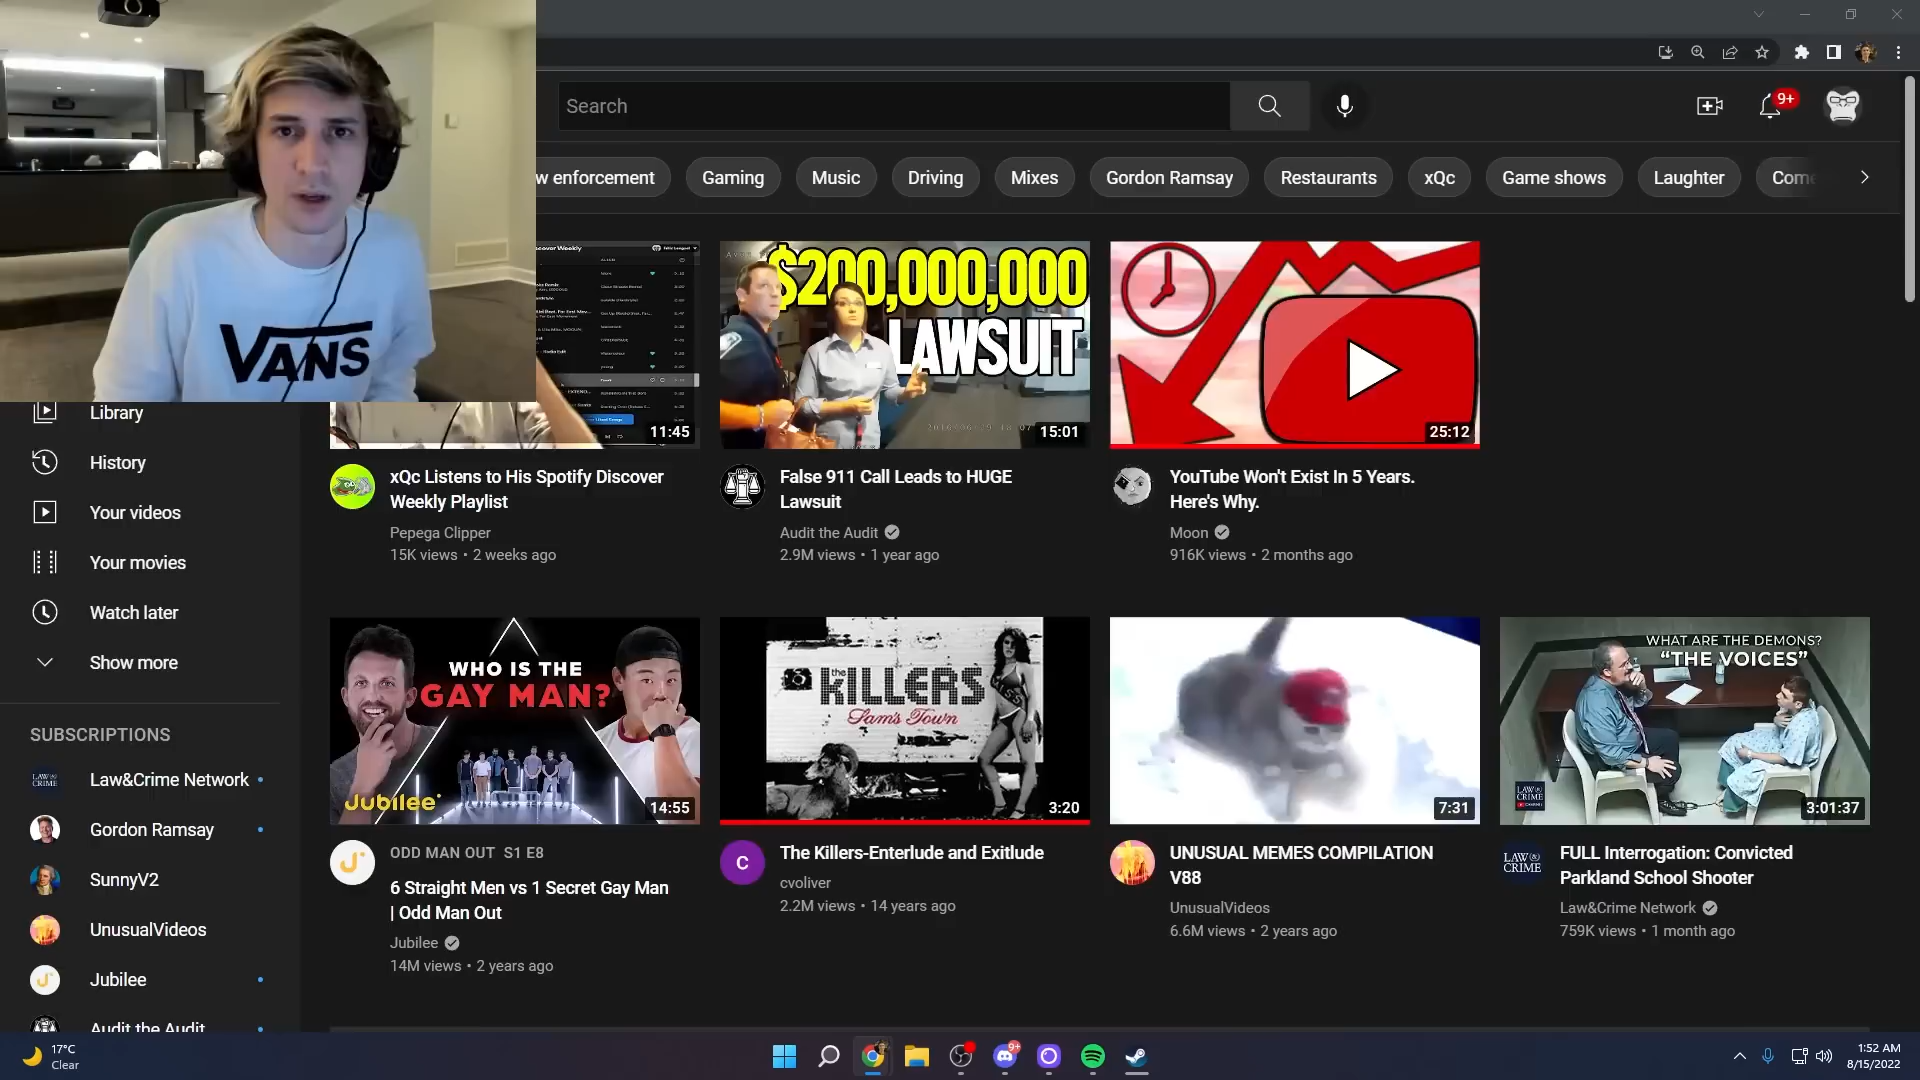 Search
9+
w enforcement
Gaming
Music
Driving
Mixes
Gordon Ramsay
Restaurants
xQc
Game shows
Laughter
Come
VANS
11:45
$200,000,000
LAWSUIT
15:01
25:12
Library
History
Your videos
Your movies
Watch later
Show more
xQc Listens to His Spotify Discover
Weekly Playlist
Pepega Clipper
15K views • 2 weeks ago
False 911 Call Leads to HUGE
Lawsuit
Audit the Audit
2.9M views • 1 year ago
YouTube Won't Exist In 5 Years.
Here's Why.
Moon
916K views • 2 months ago
WHO IS THE
GAY MAN?
Jubilee
14:55
the
KILLERS
Sam's Town
3:20
7:31
WHAT ARE THE DEMONS?
“THE VOICES”
LAW&
CRIME
3:01:37
SUBSCRIPTIONS
LAW&
CRIME
Law&Crime Network
Gordon Ramsay
SunnyV2
UnusualVideos
Jubilee
Audit the Audit
ODD MAN OUT S1 E8
6 Straight Men vs 1 Secret Gay Man
| Odd Man Out
Jubilee
14M views • 2 years ago
C
The Killers-Enterlude and Exitlude
cvoliver
2.2M views • 14 years ago
UNUSUAL MEMES COMPILATION
V88
UnusualVideos
6.6M views • 2 years ago
LAW&
CRIME
FULL Interrogation: Convicted
Parkland School Shooter
Law&Crime Network
759K views • 1 month ago
17°C
Clear
9+
1:52 AM
8/15/2022